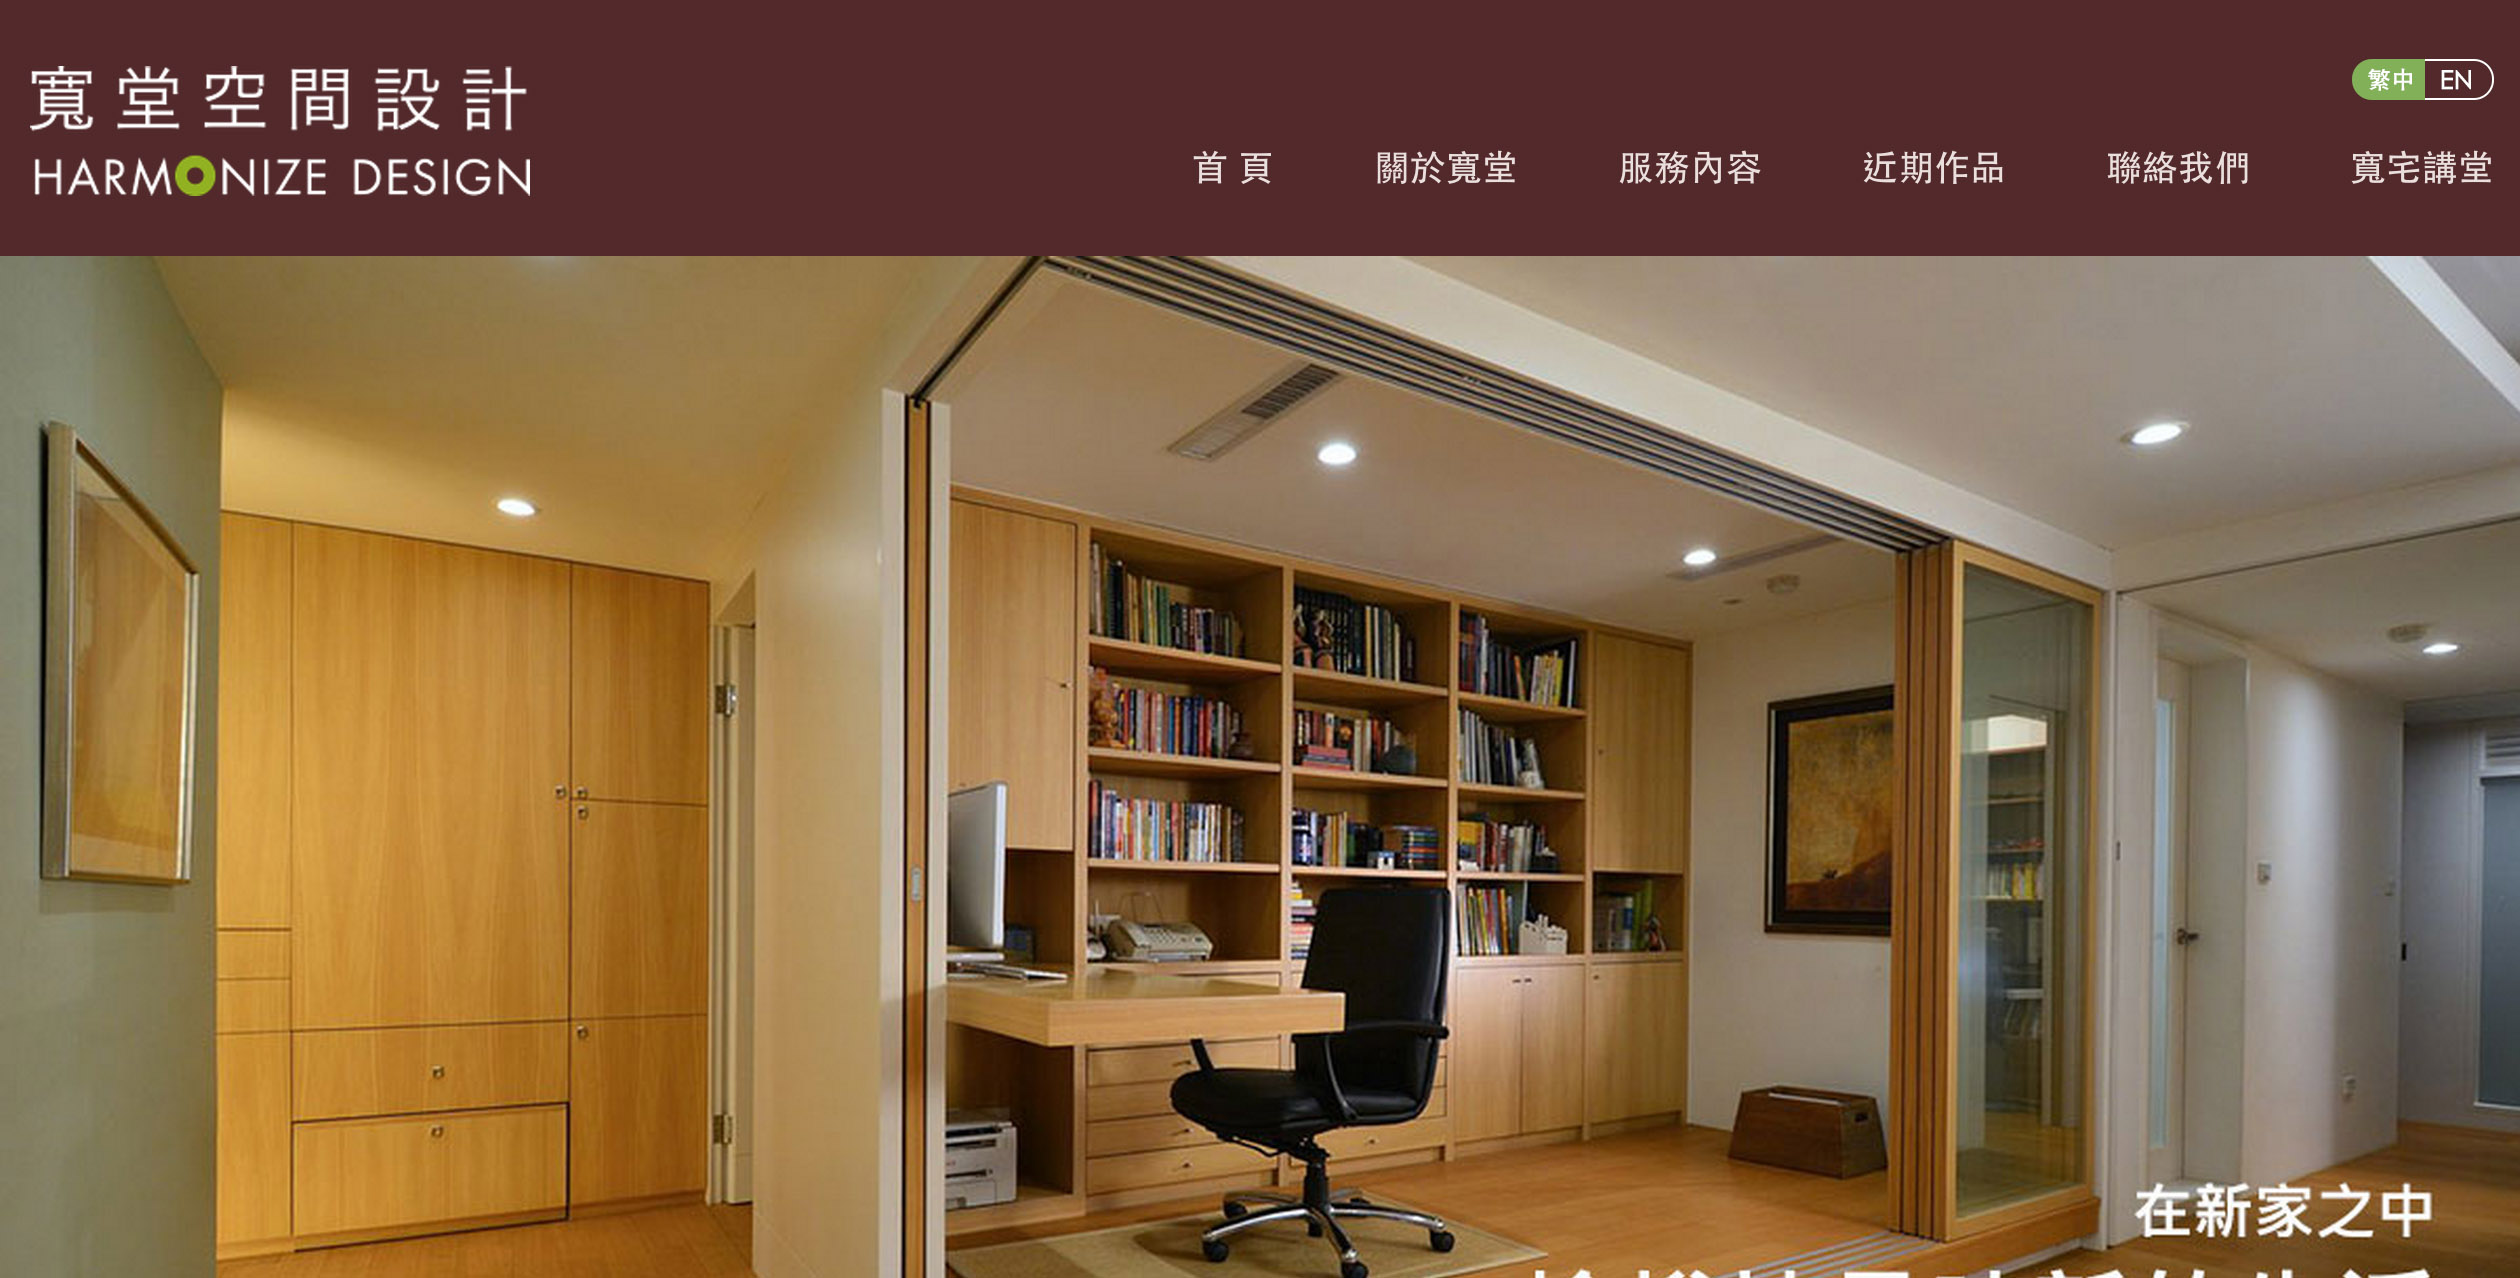 寬堂空間設計
HARMONIZE DESIGN
繁中 EN
首頁 關於寬堂 服務內容 近期作品 聯絡我們 寬宅講堂
在新家之中